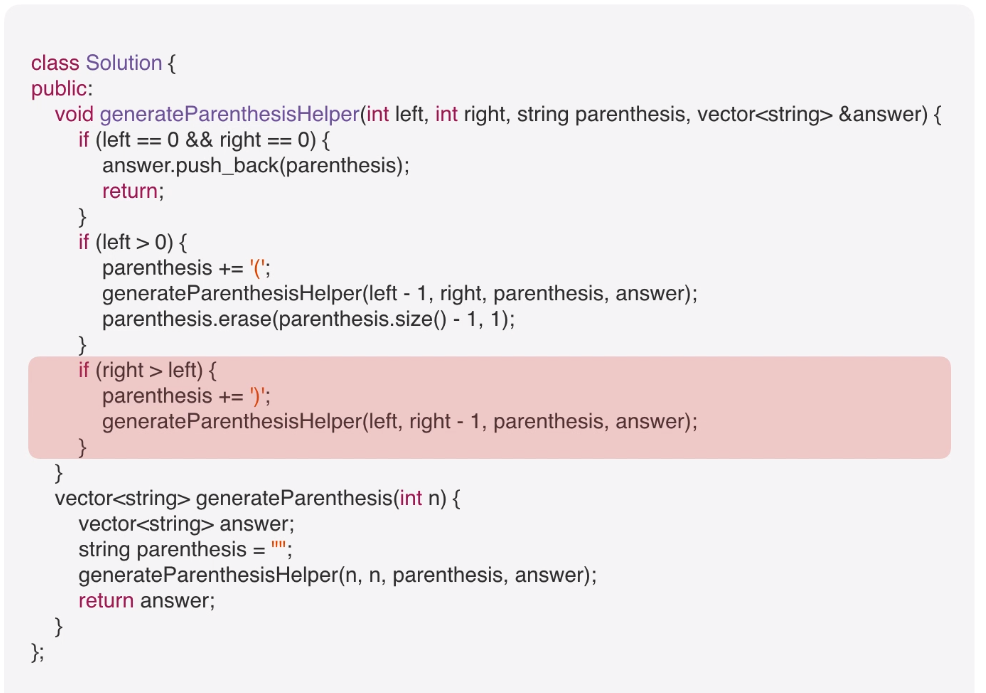 class Solution {
public:
    void generateParenthesisHelper(int left, int right, string parenthesis, vector<string> &answer) {
        if (left == 0 && right == 0) {
            answer.push_back(parenthesis);
            return;
        }
        if (left > 0) {
            parenthesis += '(';
            generateParenthesisHelper(left - 1, right, parenthesis, answer);
            parenthesis.erase(parenthesis.size() - 1, 1);
        }
        if (right > left) {
            parenthesis += ')';
            generateParenthesisHelper(left, right - 1, parenthesis, answer);
        }
    }
    vector<string> generateParenthesis(int n) {
        vector<string> answer;
        string parenthesis = "";
        generateParenthesisHelper(n, n, parenthesis, answer);
        return answer;
    }
};